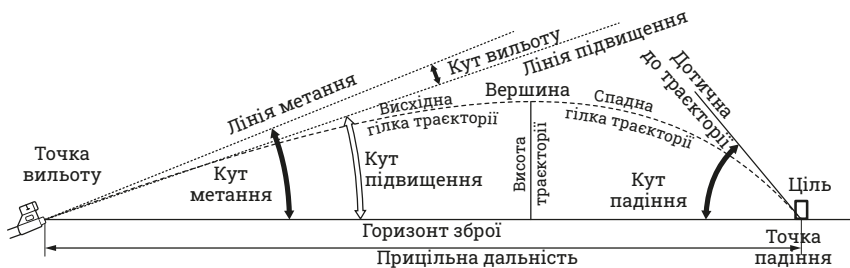 Кут вильоту
Лінія підвищення
Лінія метання
Дотична
до траєкторії
Вершина
Висхідна
гілка траєкторії
Спадна
гілка траєкторії
Точка
вильоту
Кут
метання
Кут
підвищення
Висота
траєкторії
Кут
падіння
Ціль
Горизонт зброї
Точка
падіння
Прицільна дальність